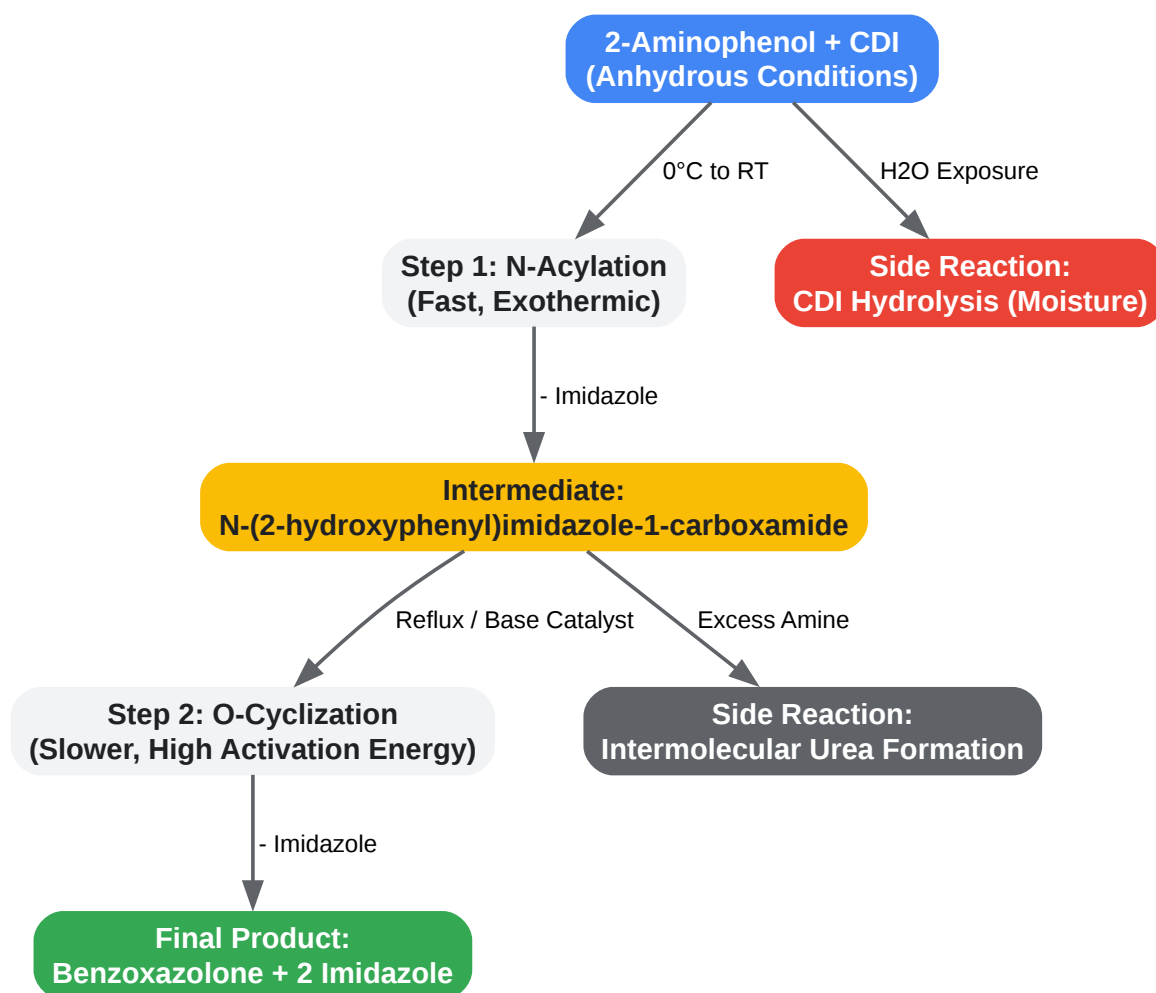 2-Aminophenol + CDI
(Anhydrous Conditions)
0°C to RT
H2O Exposure
Step 1: N-Acylation
(Fast, Exothermic)
Side Reaction:
CDI Hydrolysis (Moisture)
- Imidazole
Intermediate:
N-(2-hydroxyphenyl)imidazole-1-carboxamide
Reflux / Base Catalyst
Excess Amine
Step 2: O-Cyclization
(Slower, High Activation Energy)
Side Reaction:
Intermolecular Urea Formation
- Imidazole
Final Product:
Benzoxazolone + 2 Imidazole